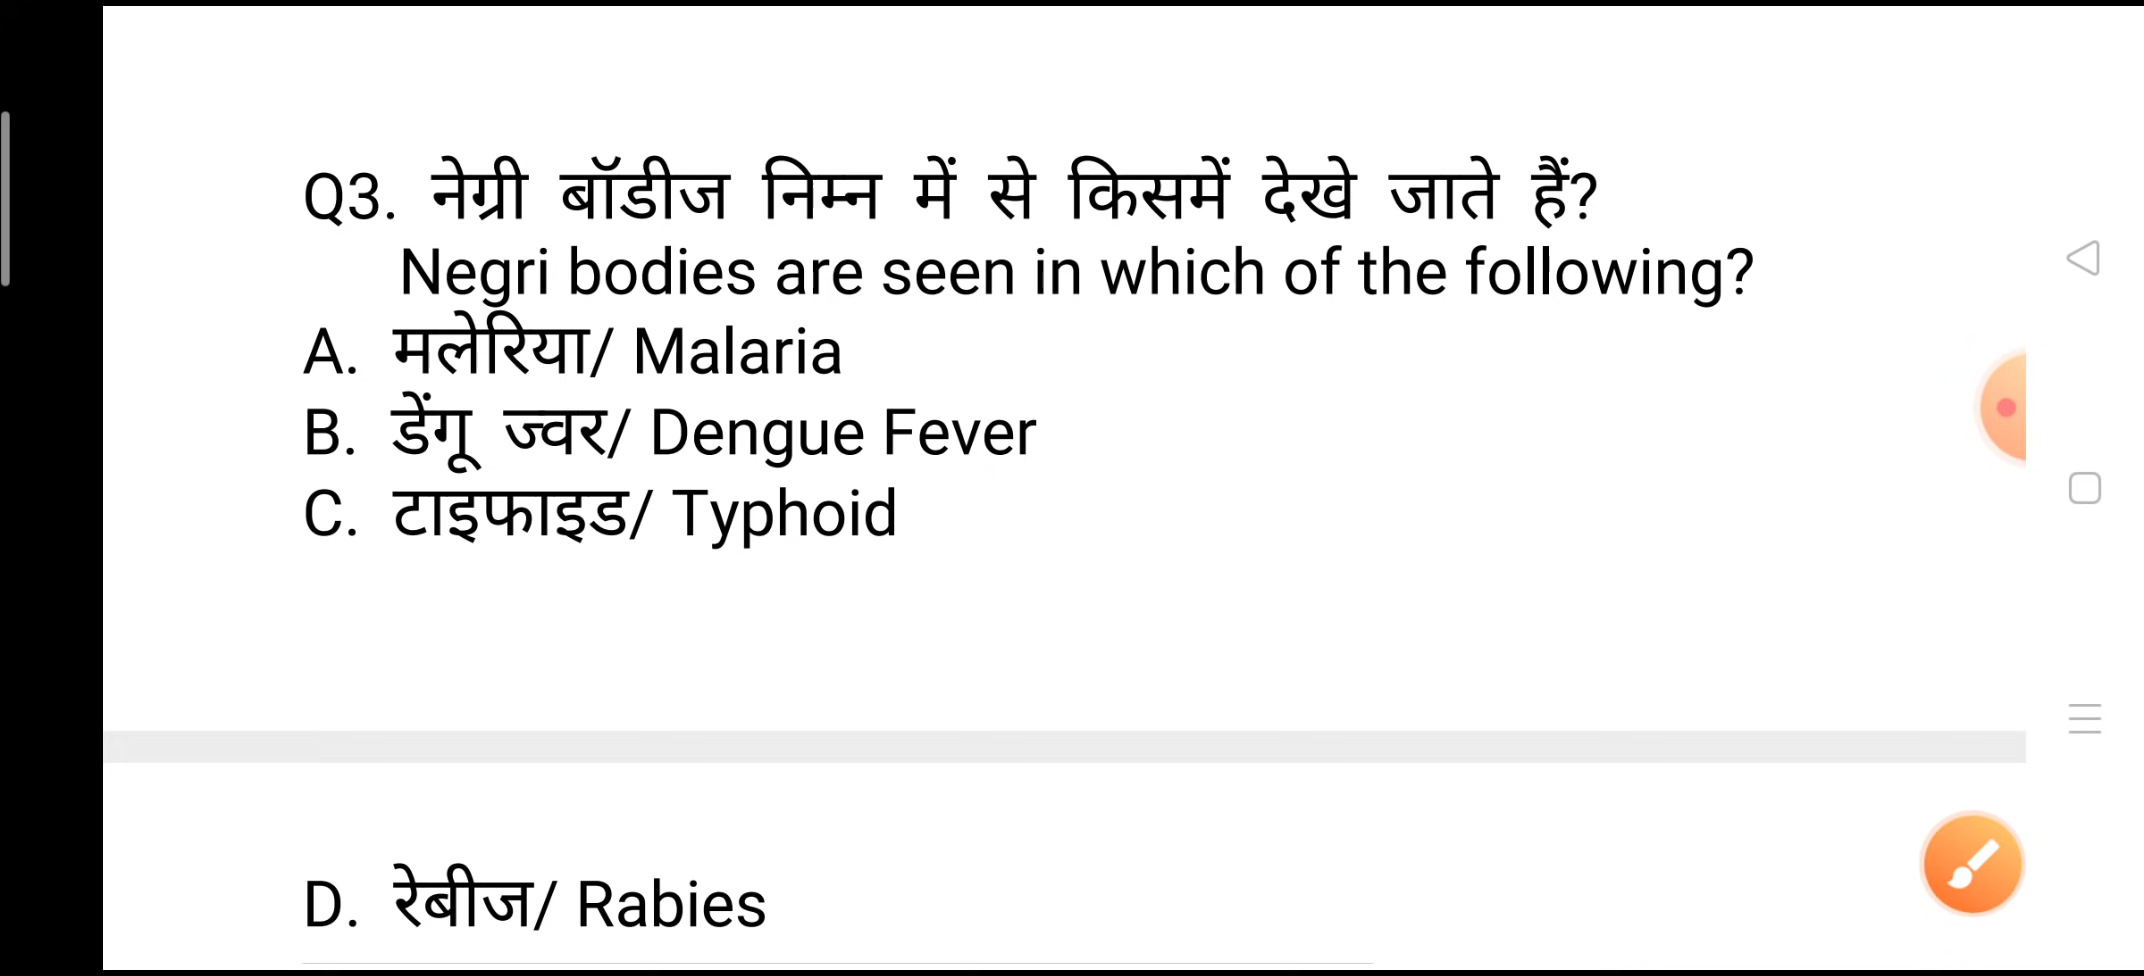 Q3. नेग्री बॉडीज निम्न में से किसमें देखे जाते हैं?
Negri bodies are seen in which of the following?
A. मलेरिया/ Malaria
B. डेंगू ज्वर/ Dengue Fever
C. टाइफाइड/ Typhoid
D. रेबीज/ Rabies